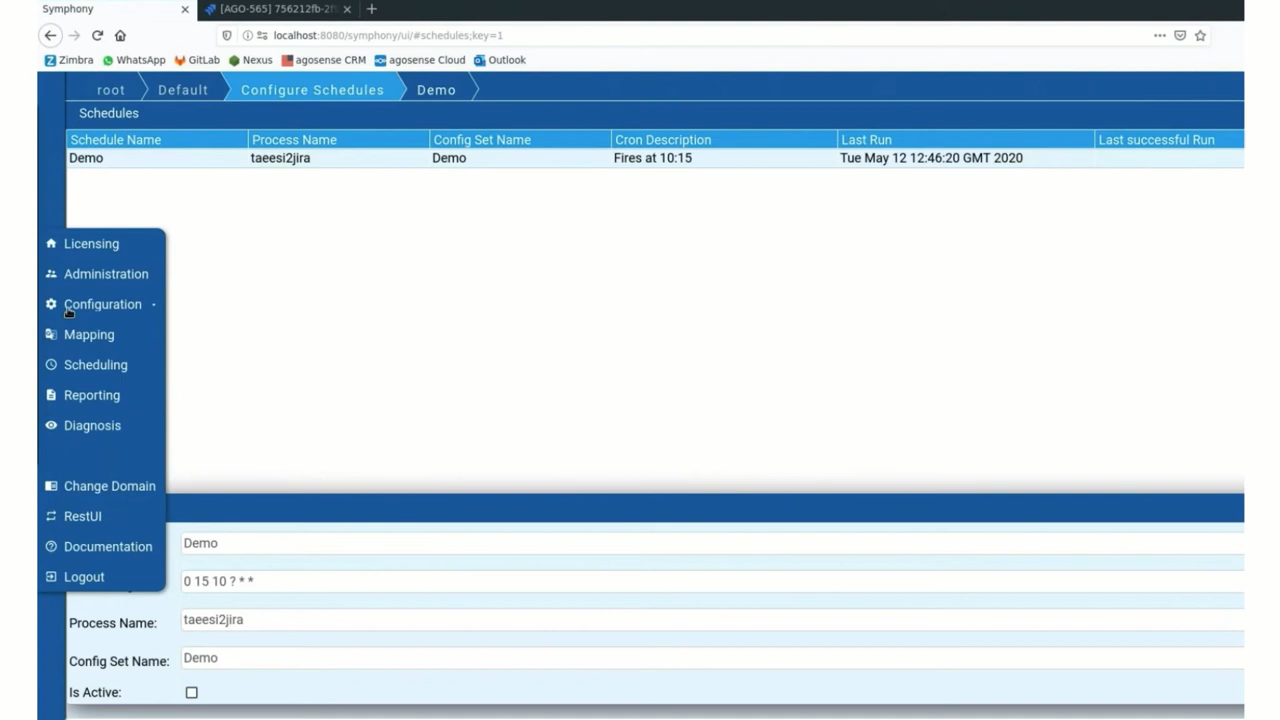 Symphony
[AGO-565] 756212fb-2f
localhost:8080/symphony/ui/#schedules;key=1
Zimbra WhatsApp GitLab Nexus agosense CRM agosense Cloud Outlook
root Default Configure Schedules Demo
Schedules
Schedule Name Process Name Config Set Name Cron Description Last Run Last successful Run
Demo taeesi2jira Demo Fires at 10:15 Tue May 12 12:46:20 GMT 2020
Licensing
Administration
Configuration
Mapping
Scheduling
Reporting
Diagnosis
Change Domain
RestUI
Documentation
Logout
Demo
0 15 10 ? * *
Process Name: taeesi2jira
Config Set Name: Demo
Is Active: